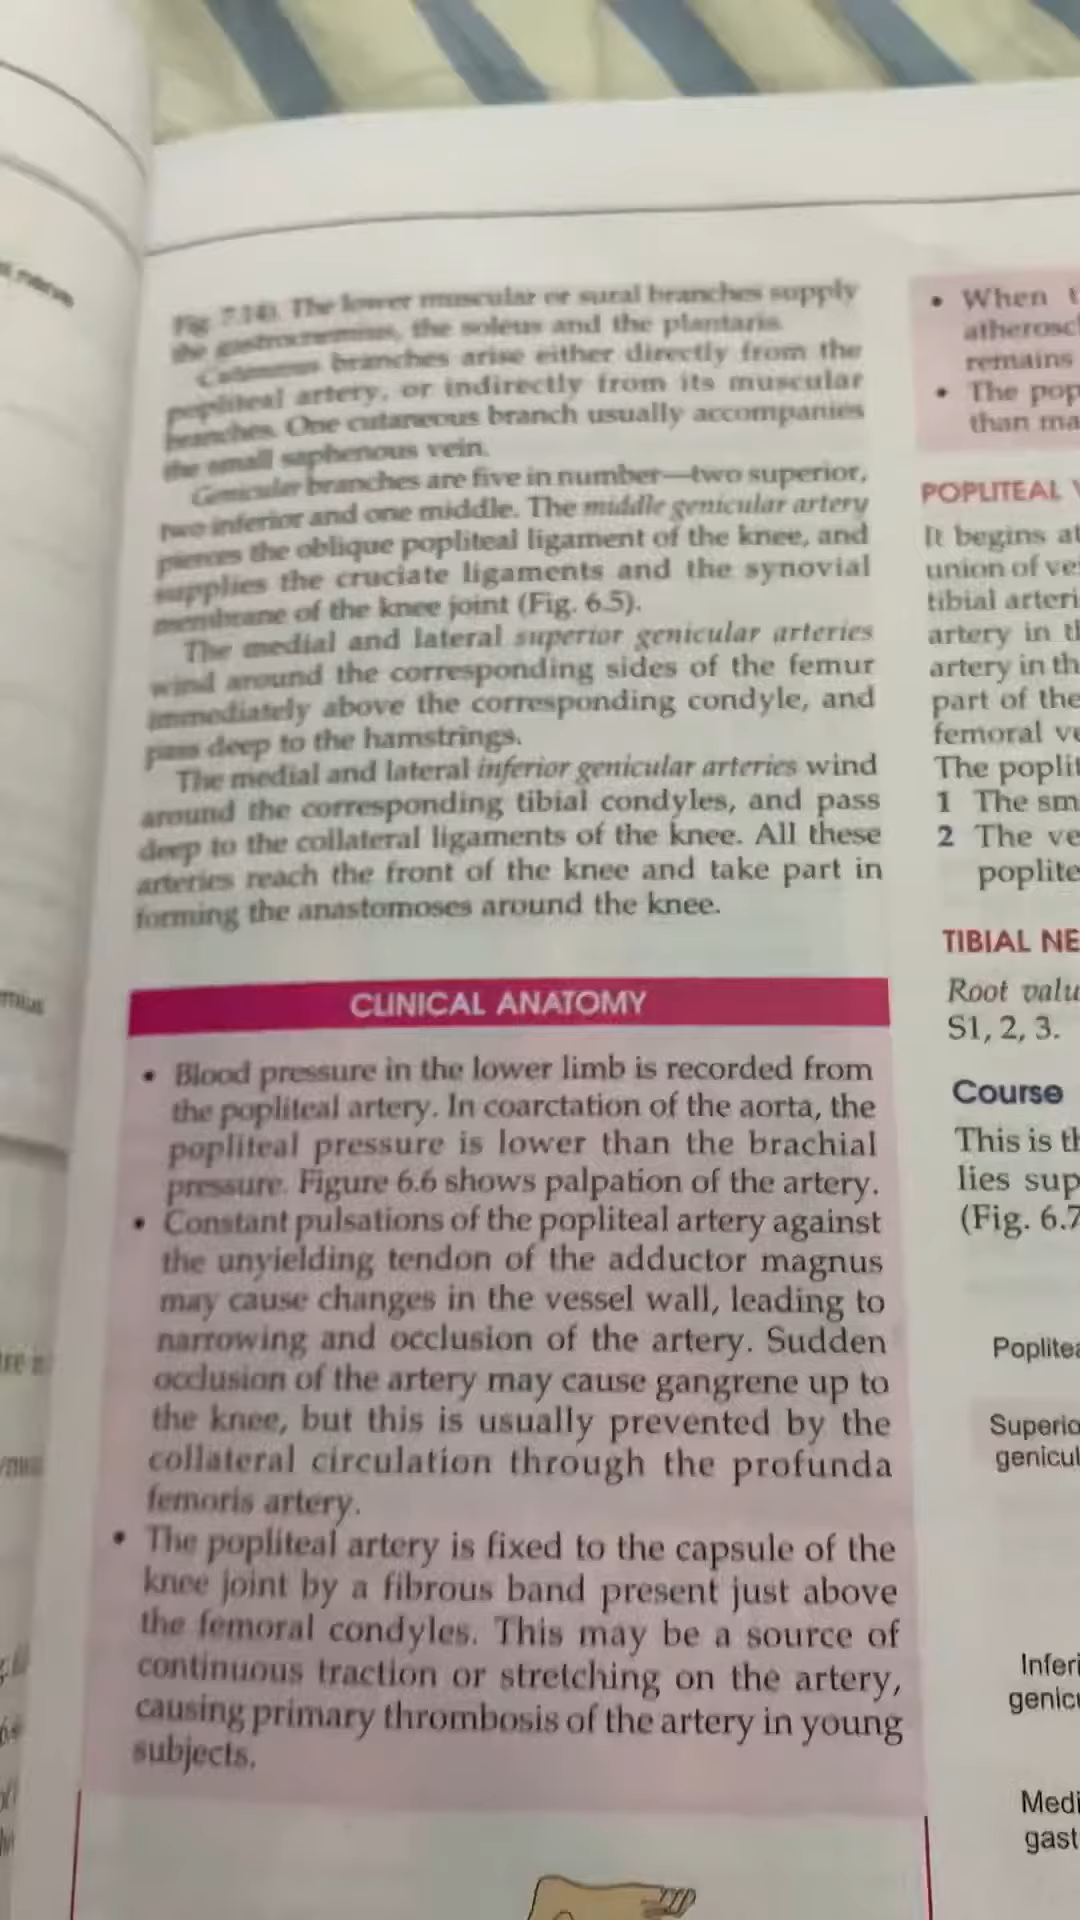 Fig. 7.14). The lower muscular or sural branches supply
the gastrocnemius, the soleus and the plantaris.
Cutaneous branches arise either directly from the
popliteal artery, or indirectly from its muscular
branches. One cutaneous branch usually accompanies
the small saphenous vein.
Genicular branches are five in number—two superior,
two inferior and one middle. The middle genicular artery
pierces the oblique popliteal ligament of the knee, and
supplies the cruciate ligaments and the synovial
membrane of the knee joint (Fig. 6.5).
The medial and lateral superior genicular arteries
wind around the corresponding sides of the femur
immediately above the corresponding condyle, and
pass deep to the hamstrings.
The medial and lateral inferior genicular arteries wind
around the corresponding tibial condyles, and pass
deep to the collateral ligaments of the knee. All these
arteries reach the front of the knee and take part in
forming the anastomoses around the knee.
CLINICAL ANATOMY
• Blood pressure in the lower limb is recorded from
the popliteal artery. In coarctation of the aorta, the
popliteal pressure is lower than the brachial
pressure. Figure 6.6 shows palpation of the artery.
• Constant pulsations of the popliteal artery against
the unyielding tendon of the adductor magnus
may cause changes in the vessel wall, leading to
narrowing and occlusion of the artery. Sudden
occlusion of the artery may cause gangrene up to
the knee, but this is usually prevented by the
collateral circulation through the profunda
femoris artery.
• The popliteal artery is fixed to the capsule of the
knee joint by a fibrous band present just above
the femoral condyles. This may be a source of
continuous traction or stretching on the artery,
causing primary thrombosis of the artery in young
subjects.
• When t
atheroscl
remains
• The pop
than ma
POPLITEAL V
It begins at
union of ve
tibial arteri
artery in th
artery in th
part of the
femoral ve
The poplit
1 The sm
2 The ve
poplite
TIBIAL NE
Root valu
S1, 2, 3.
Course
This is th
lies sup
(Fig. 6.7
Poplitea
Superio
genicul
Inferi
genicu
Medi
gast
nerve